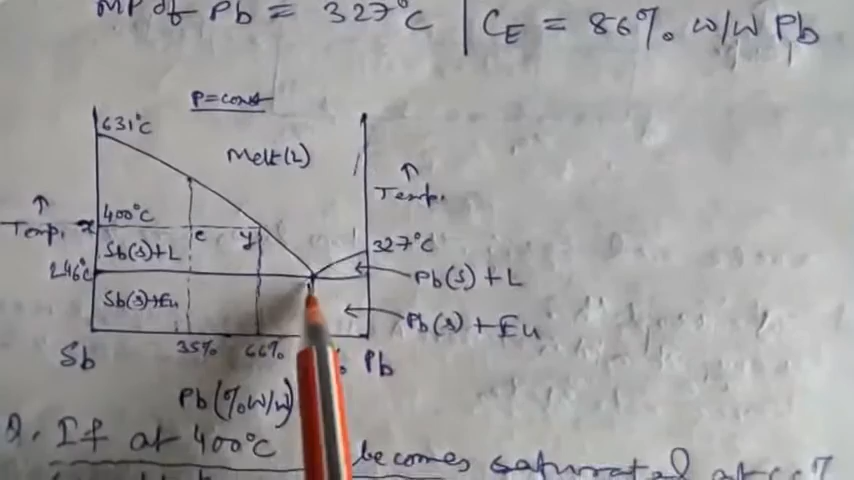 MP of Pb = 327°C | C_E = 86% w/w Pb
P = const
631°C
Melt(L)
↑
Temp.
400°C
↑
Temp. x
c y
327°C
Sb(s)+L
246°C
Pb(s) + L
Sb(s)+Eu
Pb(s) + Eu
35% 66% %
Sb Pb
Pb(% w/w)
Q. If at 400°C becomes saturated at